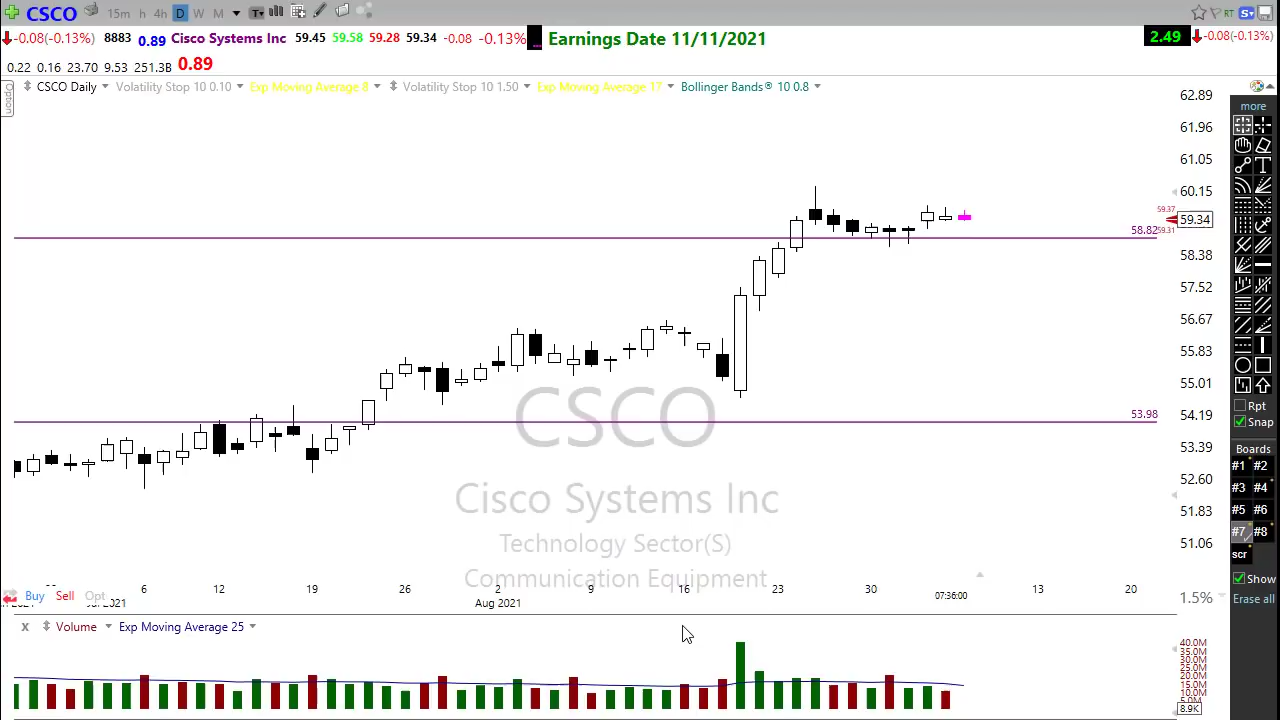 CSCO 15m h 4h D W M T RT S
-0.08(-0.13%) 8883 0.89 Cisco Systems Inc 59.45 59.58 59.28 59.34 -0.08 -0.13% ... Earnings Date 11/11/2021 2.49 -0.08(-0.13%)
0.22 0.16 23.70 9.53 251.3B 0.89
Option
CSCO Daily Volatility Stop 10 0.10 Exp Moving Average 8 Volatility Stop 10 1.50 Exp Moving Average 17 Bollinger Bands® 10 0.8
62.89
more
61.96
61.05
60.15
59.37
59.34
58.82 59.31
58.38
57.52
56.67
55.83
55.01
Rpt
53.98
54.19
Snap
CSCO
53.39
Boards
#1 #2
52.60
#3 #4
Cisco Systems Inc
51.83
#5 #6
#7 #8
Technology Sector(S)
51.06
scr
Communication Equipment
Show
6 12 19 26 2 9 16 23 30 07:36:00 13 20
Buy Sell Opt
1.5%
Erase all
2021 Aug 2021
x Volume Exp Moving Average 25
40.0M
35.0M
30.0M
25.0M
20.0M
15.0M
10.0M
5.0M
8.9K